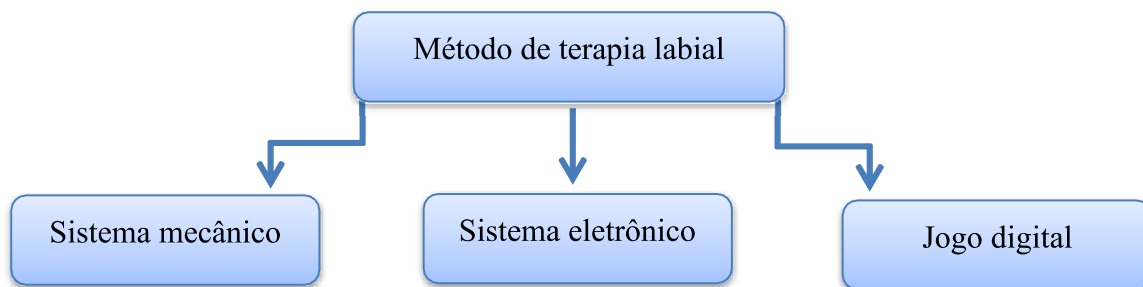 Método de terapia labial
Sistema mecânico
Sistema eletrônico
Jogo digital